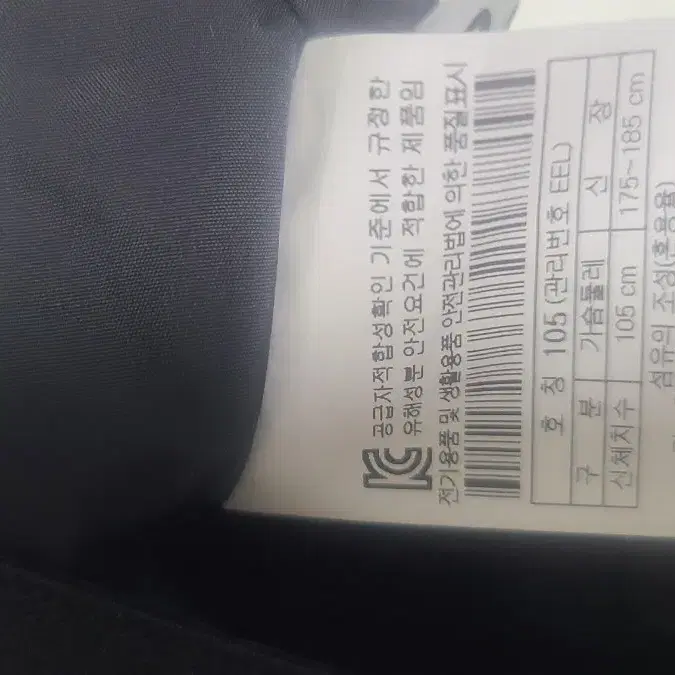 KC 공급자적합성확인 기준에서 규정한
유해성분 안전요건에 적합한 제품임
전기용품 및 생활용품 안전관리법에 의한 품질표시
호 칭 105 (관리번호 EEL)
구 분 가슴둘레 신 장
신체치수 105 cm 175~185 cm
섬유의 조성(혼용율)